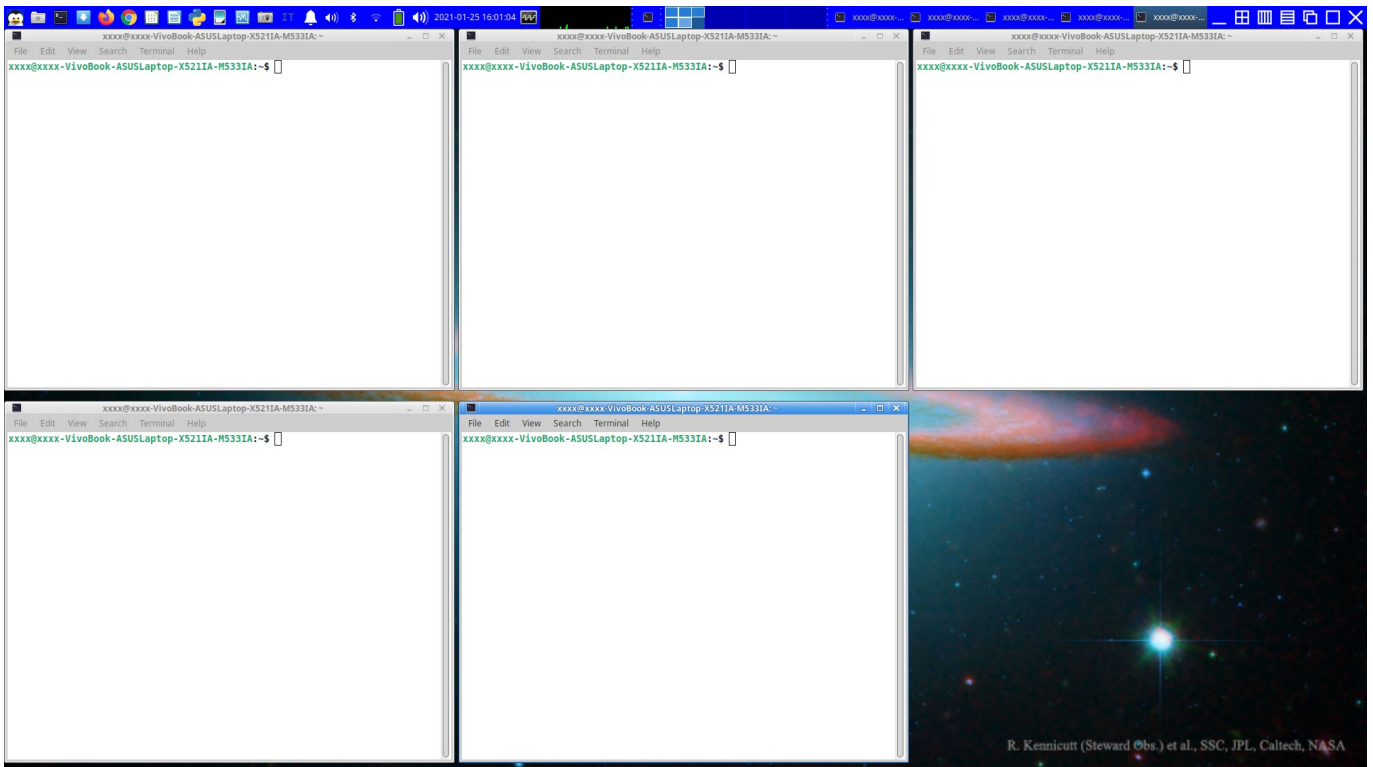 IT 2021-01-25 16:01:04 xxxx@xxxx-... xxxx@xxxx-... xxxx@xxxx-... xxxx@xxxx-... xxxx@xxxx-...
xxxx@xxxx-VivoBook-ASUSLaptop-X521IA-M533IA: ~
File Edit View Search Terminal Help
xxxx@xxxx-VivoBook-ASUSLaptop-X521IA-M533IA:~$
xxxx@xxxx-VivoBook-ASUSLaptop-X521IA-M533IA: ~
File Edit View Search Terminal Help
xxxx@xxxx-VivoBook-ASUSLaptop-X521IA-M533IA:~$
xxxx@xxxx-VivoBook-ASUSLaptop-X521IA-M533IA: ~
File Edit View Search Terminal Help
xxxx@xxxx-VivoBook-ASUSLaptop-X521IA-M533IA:~$
xxxx@xxxx-VivoBook-ASUSLaptop-X521IA-M533IA: ~
File Edit View Search Terminal Help
xxxx@xxxx-VivoBook-ASUSLaptop-X521IA-M533IA:~$
xxxx@xxxx-VivoBook-ASUSLaptop-X521IA-M533IA: ~
File Edit View Search Terminal Help
xxxx@xxxx-VivoBook-ASUSLaptop-X521IA-M533IA:~$
R. Kennicutt (Steward Obs.) et al., SSC, JPL, Caltech, NASA